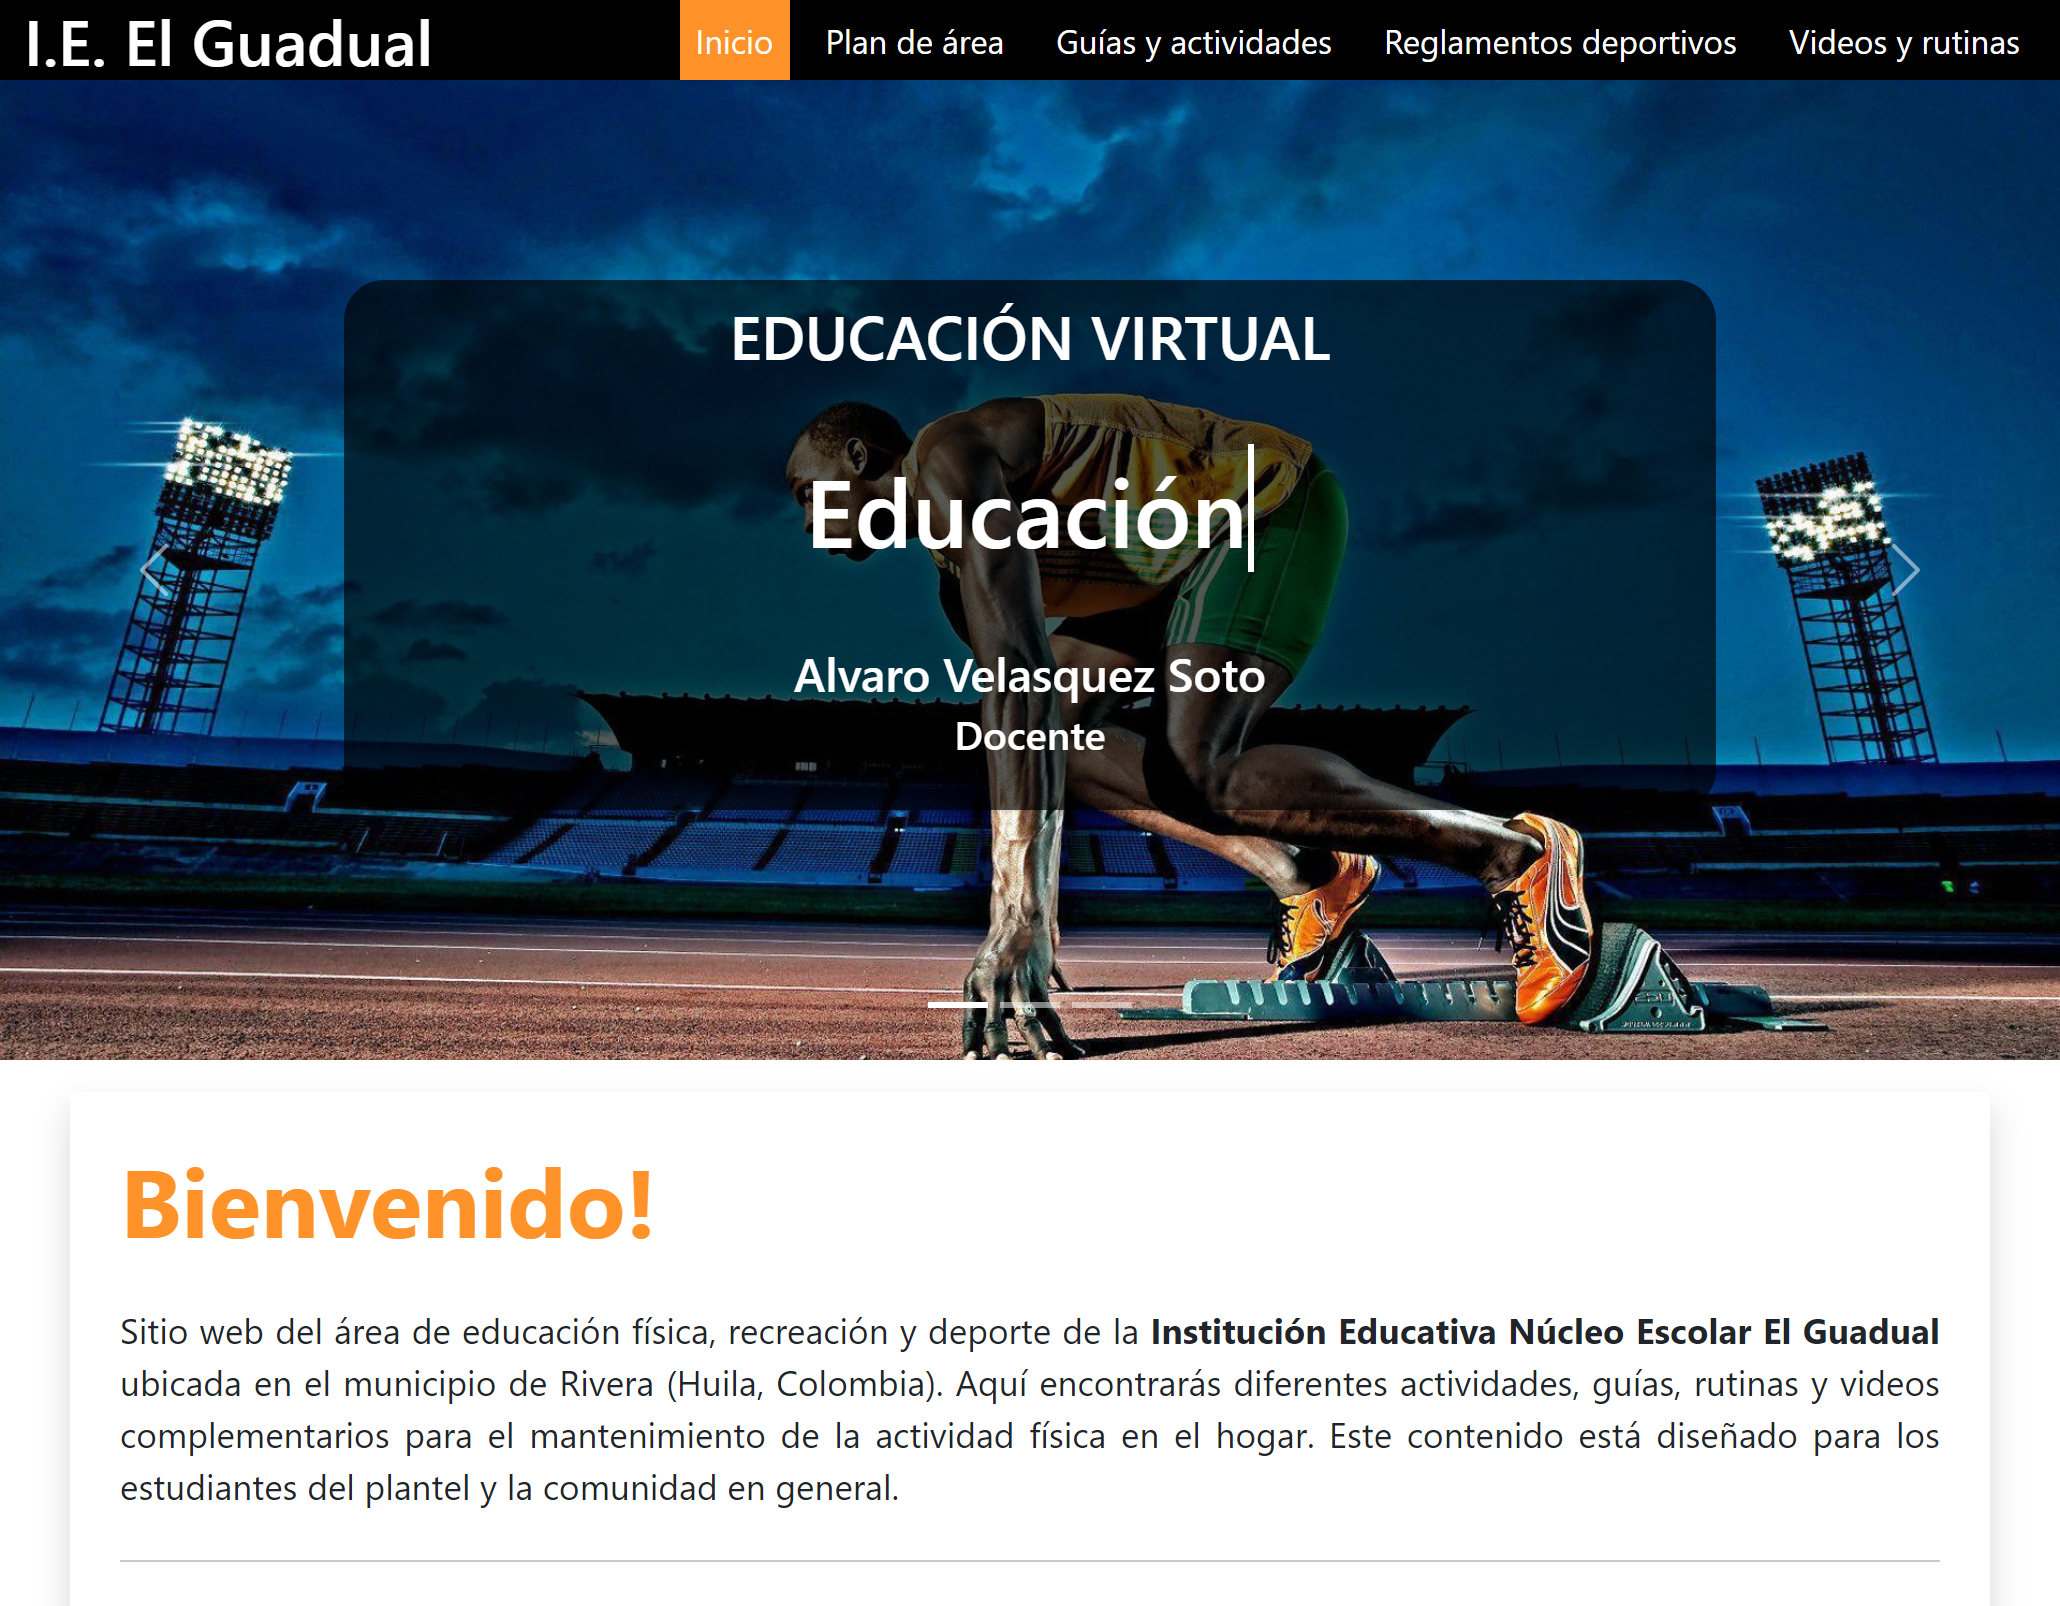 I.E. El Guadual
Inicio
Plan de área
Guías y actividades
Reglamentos deportivos
Videos y rutinas
EDUCACIÓN VIRTUAL
Educación
Alvaro Velasquez Soto
Docente
Bienvenido!
Sitio web del área de educación física, recreación y deporte de la Institución Educativa Núcleo Escolar El Guadual
ubicada en el municipio de Rivera (Huila, Colombia). Aquí encontrarás diferentes actividades, guías, rutinas y videos
complementarios para el mantenimiento de la actividad física en el hogar. Este contenido está diseñado para los
estudiantes del plantel y la comunidad en general.